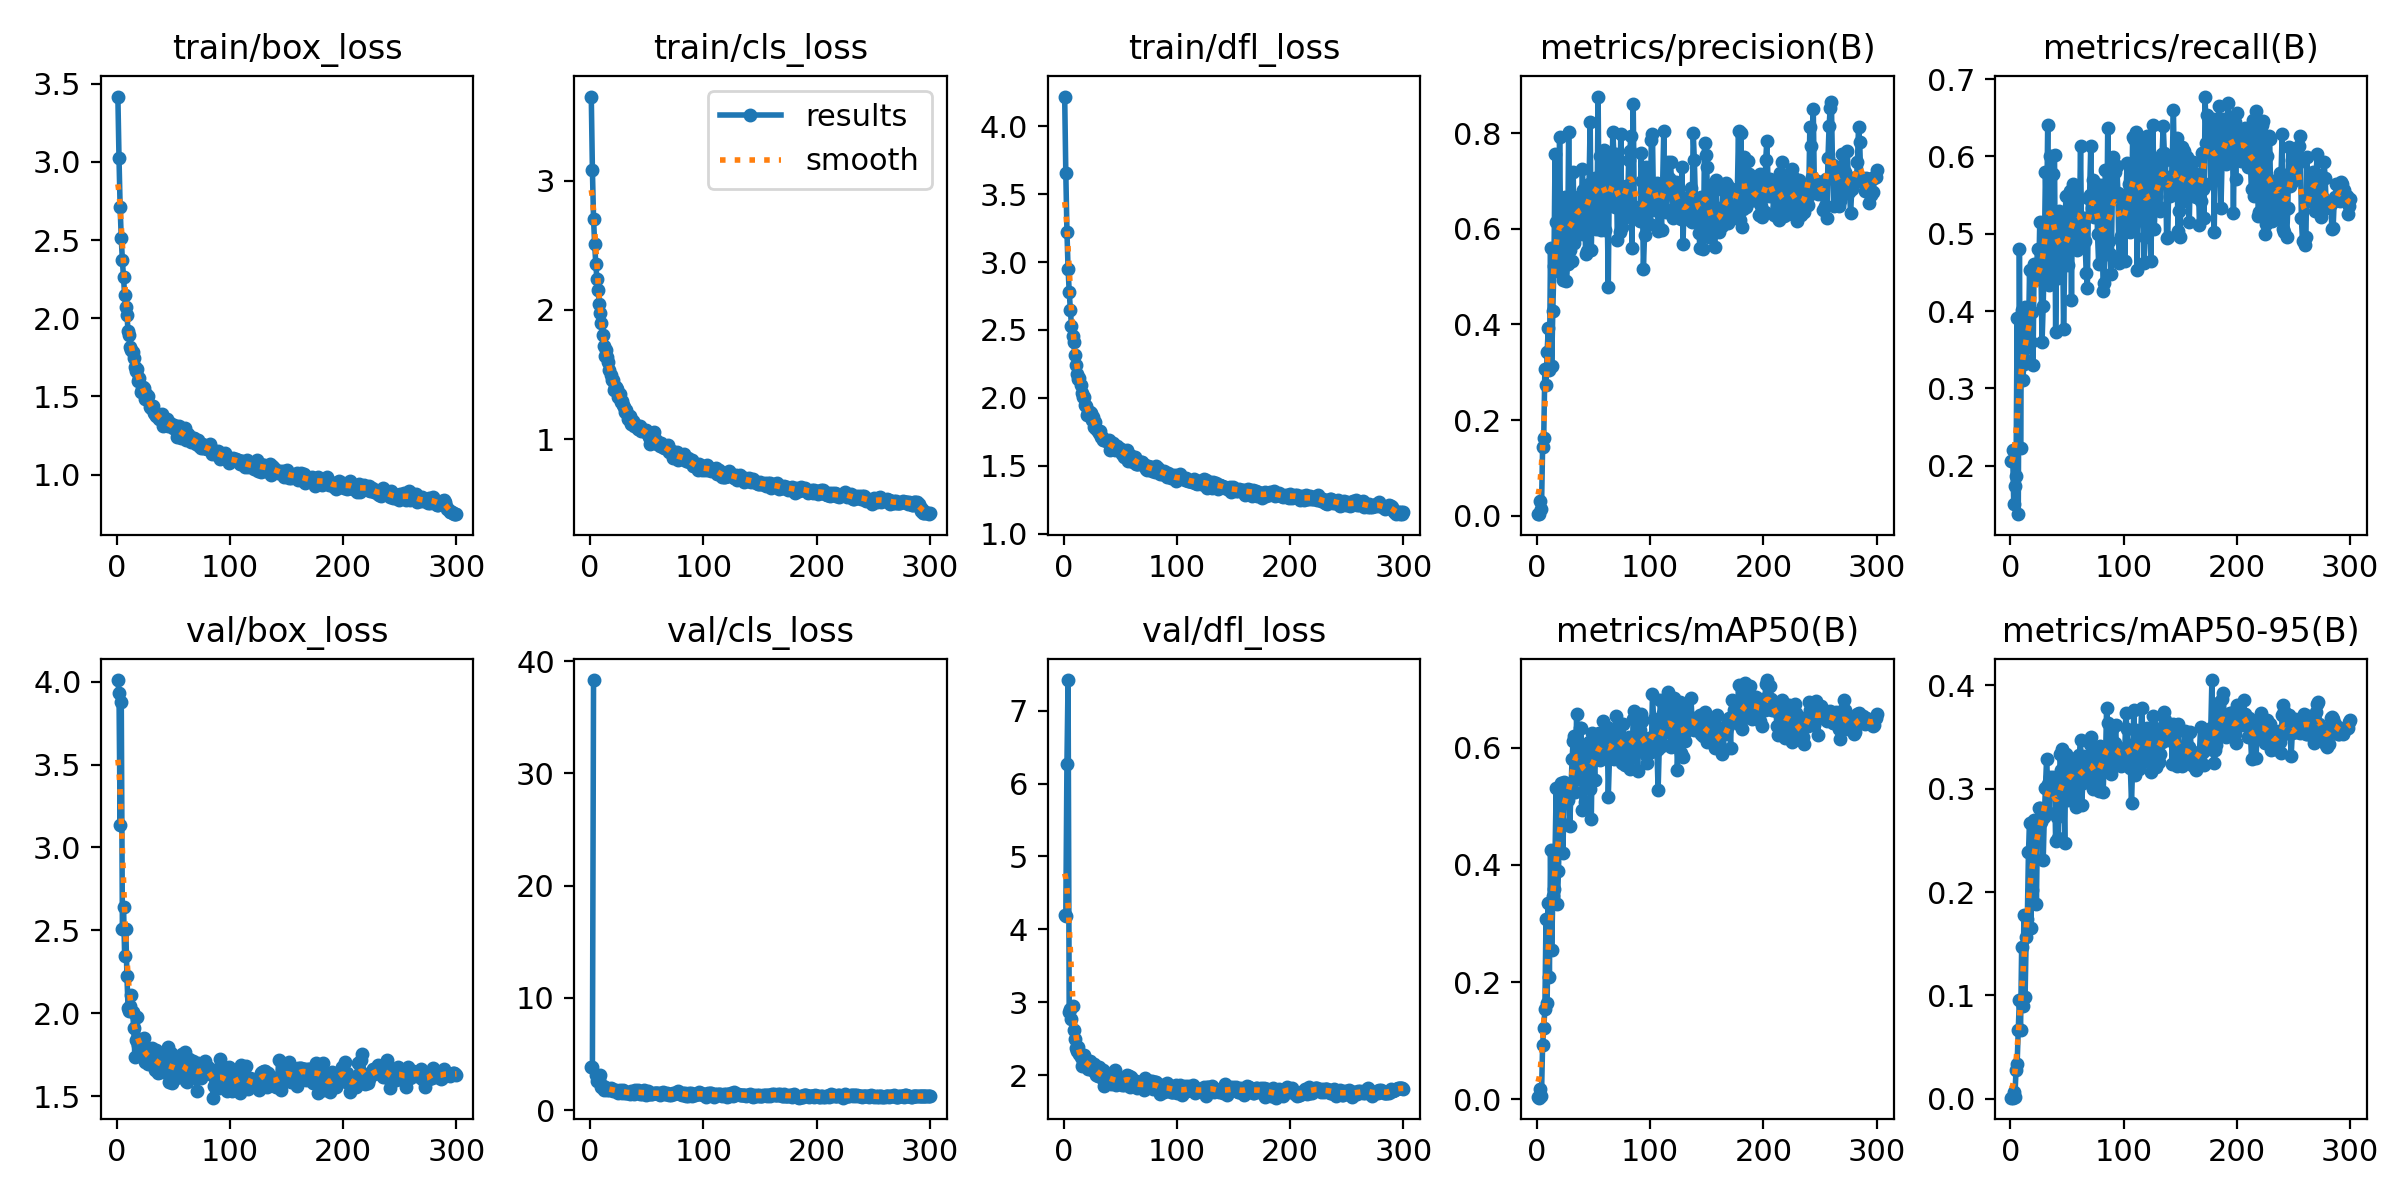 train/box_loss
3.5
3.0
2.5
2.0
1.5
1.0
0 100 200 300
train/cls_loss
results
smooth
3
2
1
0 100 200 300
train/dfl_loss
4.0
3.5
3.0
2.5
2.0
1.5
1.0
0 100 200 300
metrics/precision(B)
0.8
0.6
0.4
0.2
0.0
0 100 200 300
metrics/recall(B)
0.7
0.6
0.5
0.4
0.3
0.2
0 100 200 300
val/box_loss
4.0
3.5
3.0
2.5
2.0
1.5
0 100 200 300
val/cls_loss
40
30
20
10
0
0 100 200 300
val/dfl_loss
7
6
5
4
3
2
0 100 200 300
metrics/mAP50(B)
0.6
0.4
0.2
0.0
0 100 200 300
metrics/mAP50-95(B)
0.4
0.3
0.2
0.1
0.0
0 100 200 300